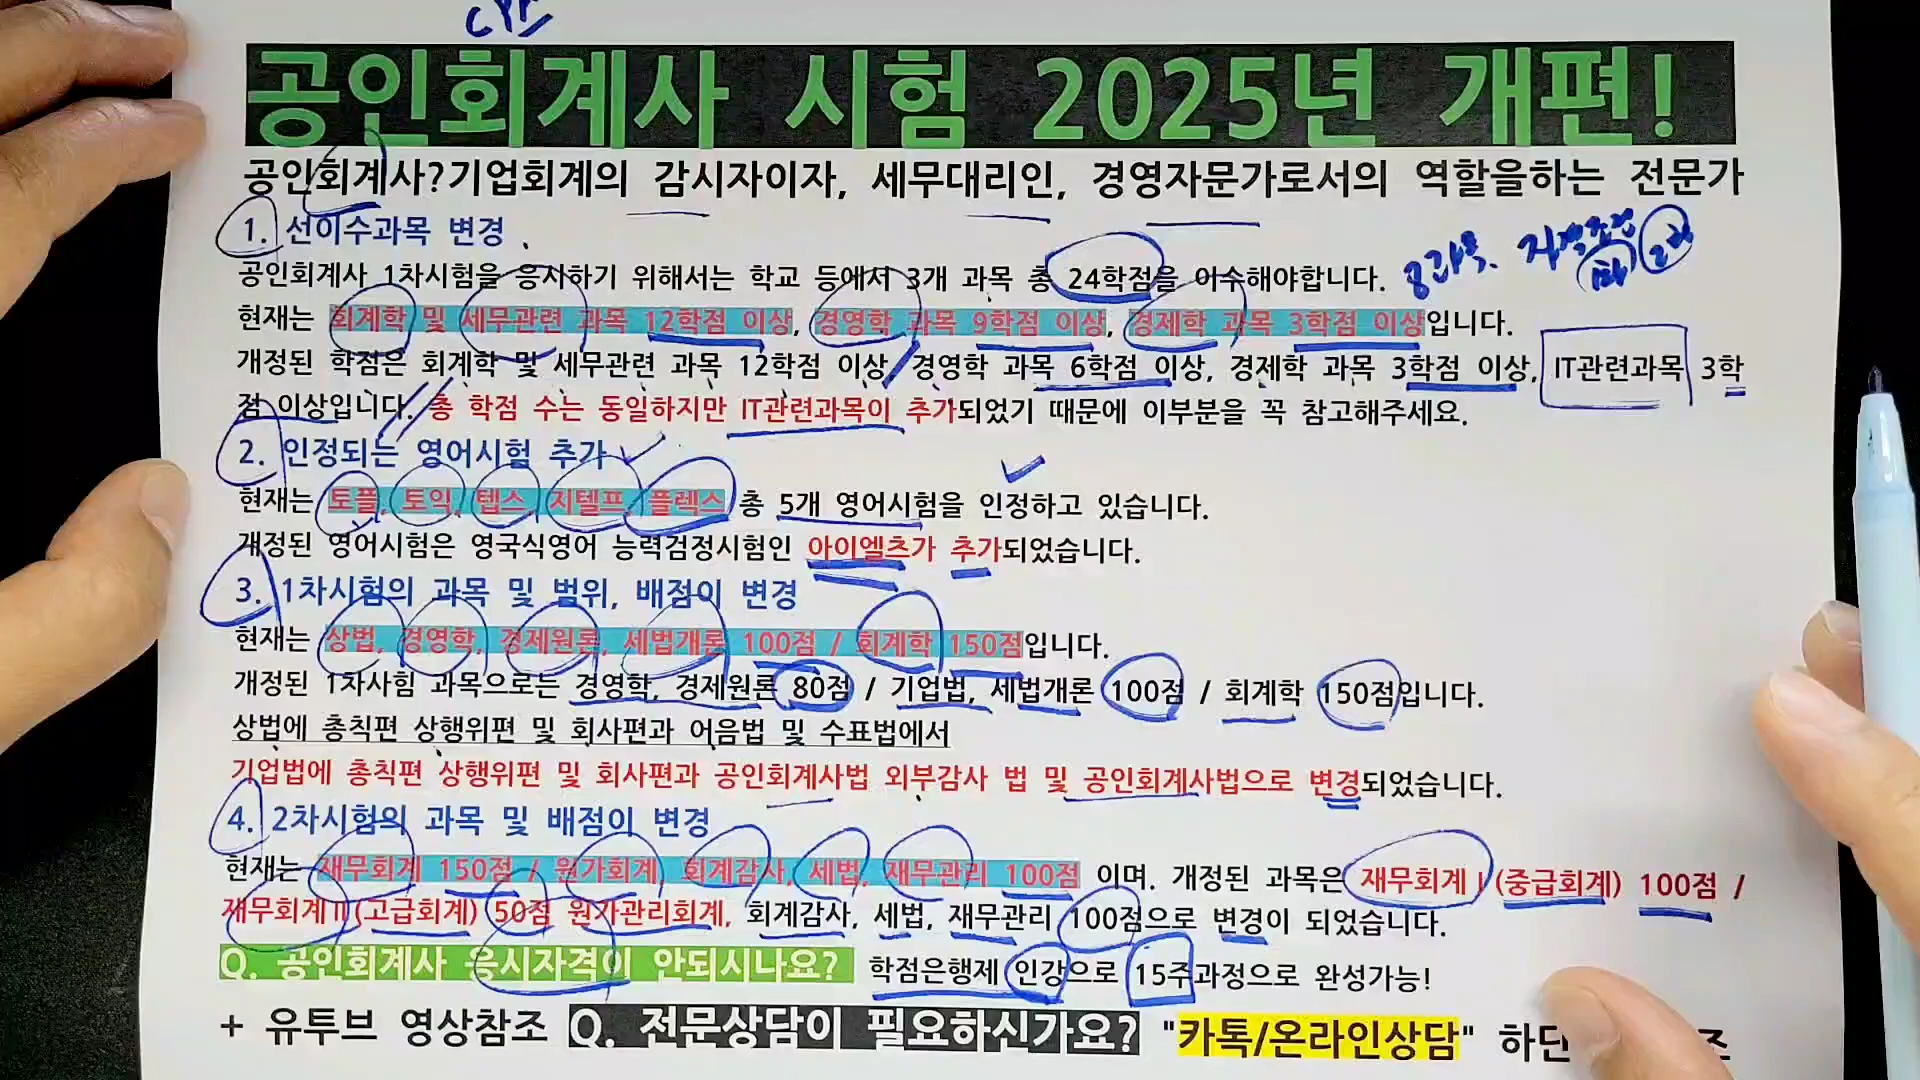 CPA
공인회계사 시험 2025년 개편!
공인회계사?기업회계의 감시자이자, 세무대리인, 경영자문가로서의 역할을하는 전문가
1. 선이수과목 변경
공인회계사 1차시험을 응시하기 위해서는 학교 등에서 3개 과목 총 24학점을 이수해야합니다.
8과목.
현재는 회계학 및 세무관련 과목 12학점 이상, 경영학 과목 9학점 이상, 경제학 과목 3학점 이상입니다.
개정된 학점은 회계학 및 세무관련 과목 12학점 이상, 경영학 과목 6학점 이상, 경제학 과목 3학점 이상, IT관련과목 3학
점 이상입니다. 총 학점 수는 동일하지만 IT관련과목이 추가되었기 때문에 이부분을 꼭 참고해주세요.
2. 인정되는 영어시험 추가
현재는 토플, 토익, 텝스, 지텔프, 플렉스 총 5개 영어시험을 인정하고 있습니다.
개정된 영어시험은 영국식영어 능력검정시험인 아이엘츠가 추가되었습니다.
3. 1차시험의 과목 및 범위, 배점이 변경
현재는 상법, 경영학, 경제원론, 세법개론 100점 / 회계학 150점입니다.
개정된 1차사험 과목으로는 경영학, 경제원론 80점 / 기업법, 세법개론 100점 / 회계학 150점입니다.
상법에 총칙편 상행위편 및 회사편과 어음법 및 수표법에서
기업법에 총칙편 상행위편 및 회사편과 공인회계사법 외부감사 법 및 공인회계사법으로 변경되었습니다.
4. 2차시험의 과목 및 배점이 변경
현재는 재무회계 150점 / 원가회계, 회계감사, 세법, 재무관리 100점 이며. 개정된 과목은 재무회계Ⅰ(중급회계) 100점 /
재무회계Ⅱ(고급회계) 50점 원가관리회계, 회계감사, 세법, 재무관리 100점으로 변경이 되었습니다.
Q. 공인회계사 응시자격이 안되시나요? 학점은행제 인강으로 15주과정으로 완성가능!
+ 유투브 영상참조 Q. 전문상담이 필요하신가요? "카톡/온라인상담" 하단